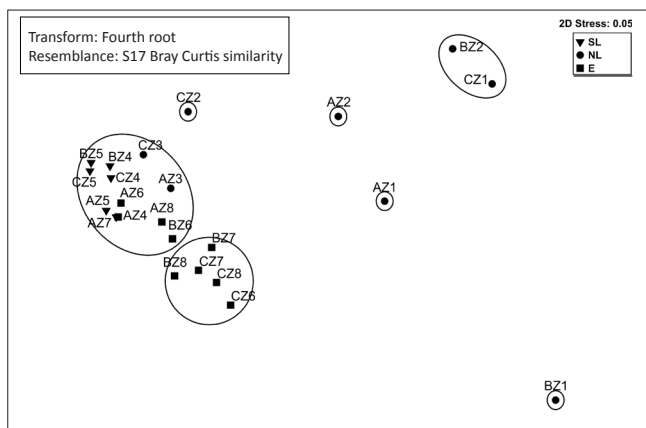 Transform: Fourth root
Resemblance: S17 Bray Curtis similarity
2D Stress: 0.05
SL
NL
E
BZ2
CZ1
CZ2
AZ2
CZ3
BZ5
BZ4
CZ5
CZ4
AZ3
AZ6
AZ1
AZ5
AZ8
AZ7
AZ4
BZ6
BZ7
BZ8
CZ7
CZ8
CZ6
BZ1